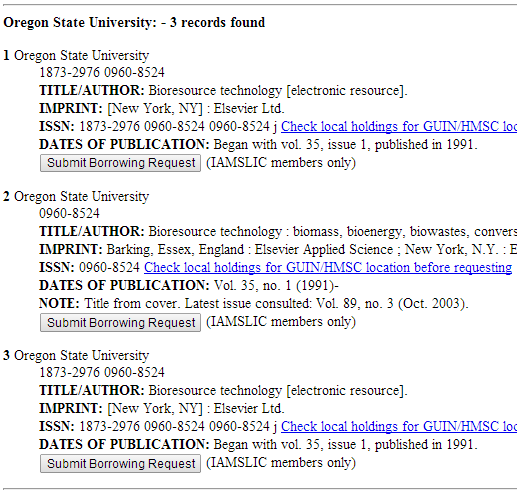 Oregon State University: - 3 records found
1 Oregon State University
1873-2976 0960-8524
TITLE/AUTHOR: Bioresource technology [electronic resource].
IMPRINT: [New York, NY] : Elsevier Ltd.
ISSN: 1873-2976 0960-8524 0960-8524 j Check local holdings for GUIN/HMSC
DATES OF PUBLICATION: Began with vol. 35, issue 1, published in 1991.
Submit Borrowing Request (IAMSLIC members only)
2 Oregon State University
0960-8524
TITLE/AUTHOR: Bioresource technology : biomass, bioenergy, biowastes,
IMPRINT: Barking, Essex, England : Elsevier Applied Science ; New York, N.Y. :
ISSN: 0960-8524 Check local holdings for GUIN/HMSC location before requesting
DATES OF PUBLICATION: Vol. 35, no. 1 (1991)-
NOTE: Title from cover. Latest issue consulted: Vol. 89, no. 3 (Oct. 2003).
Submit Borrowing Request (IAMSLIC members only)
3 Oregon State University
1873-2976 0960-8524
TITLE/AUTHOR: Bioresource technology [electronic resource].
IMPRINT: [New York, NY] : Elsevier Ltd.
ISSN: 1873-2976 0960-8524 0960-8524 j Check local holdings for GUIN/HMSC
DATES OF PUBLICATION: Began with vol. 35, issue 1, published in 1991.
Submit Borrowing Request (IAMSLIC members only)